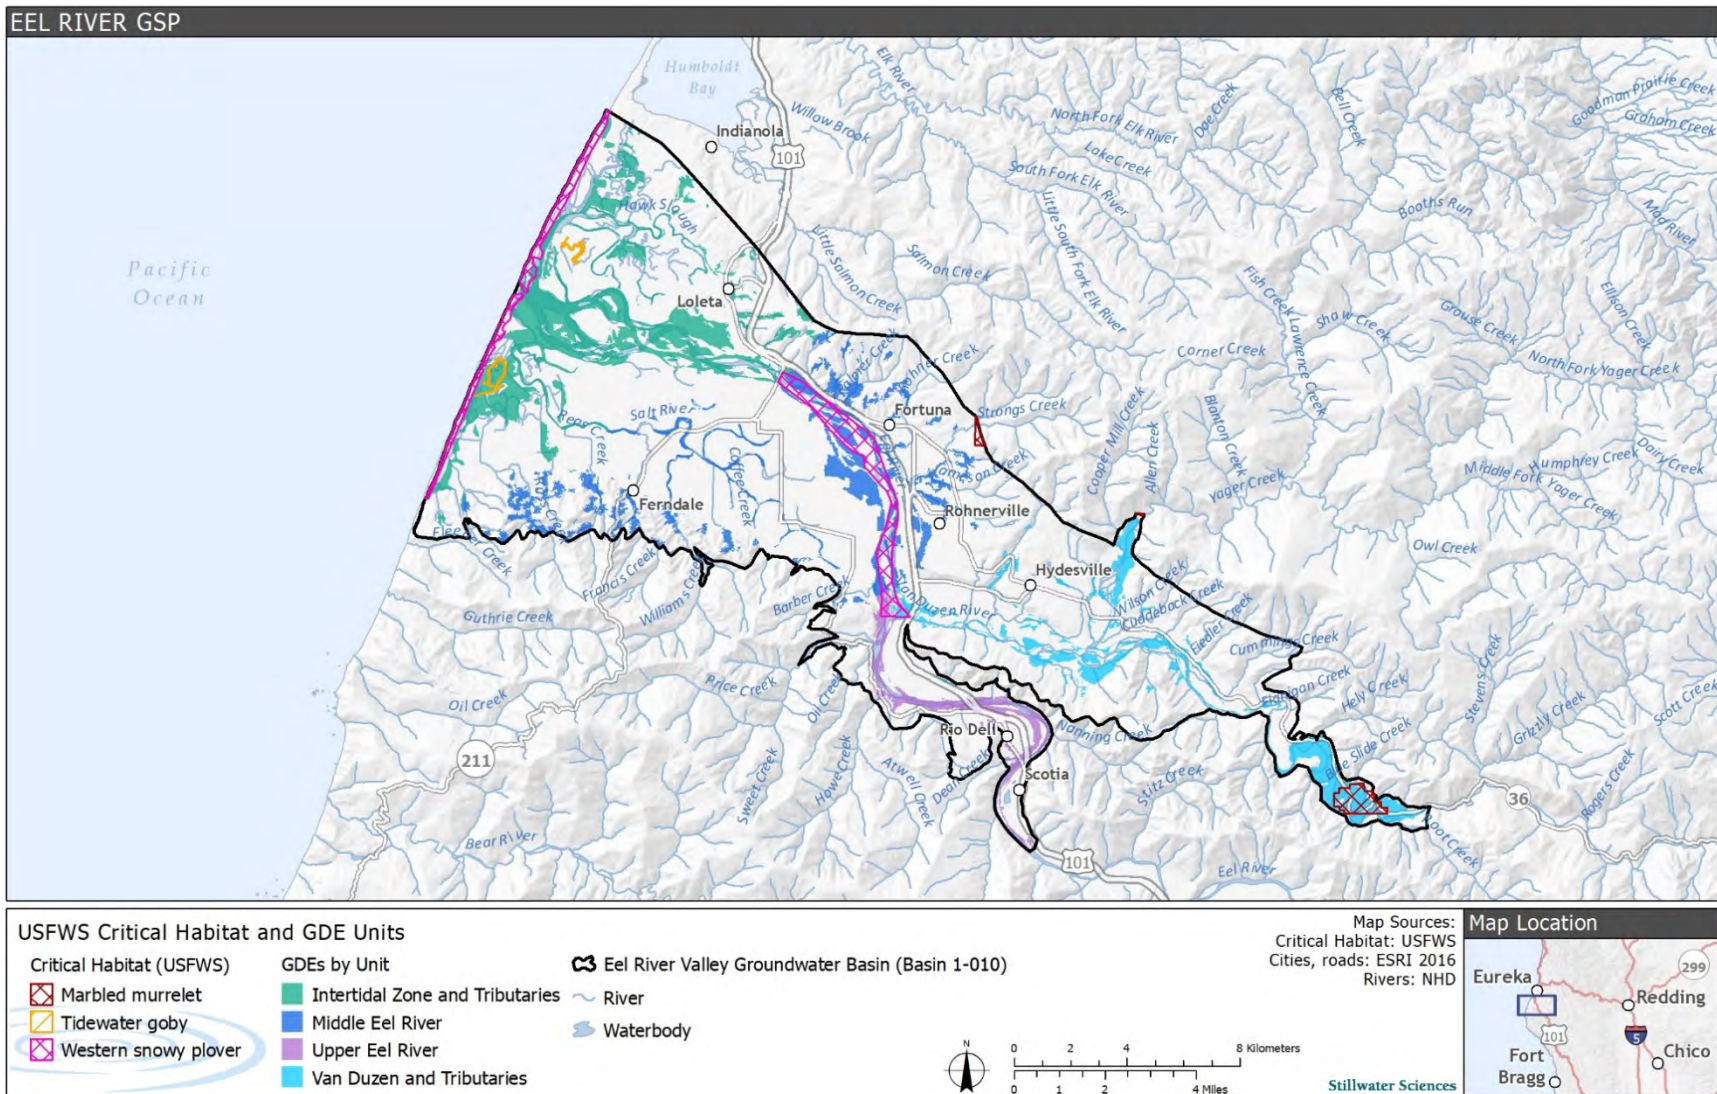 EEL RIVER GSP
Humboldt
Bay
Elk River
Willow Brook
North Fork Elk River
Doe Creek
Bell Creek
Goodman Prairie Creek
Graham Creek
Indianola
101
Lake Creek
South Fork Elk River
Little South Fork Elk River
Booths Run
Mad River
Hawk Slough
Pacific
Ocean
Little Salmon Creek
Salmon Creek
Loleta
Fish Creek
Lawrence Creek
Shaw Creek
Grouse Creek
Ellison Creek
North Fork Yager Creek
Corner Creek
Rohner Creek
Fortuna
Strongs Creek
Salt River
Reas Creek
Coffee Creek
Cooper Mill Creek
Allen Creek
Blanton Creek
Yager Creek
Jameson Creek
Middle Fork Yager Creek
Humphrey Creek
Dairy Creek
Ferndale
Rohnerville
Owl Creek
Francis Creek
Williams Creek
Barber Creek
Guthrie Creek
Hydesville
Van Duzen River
Wilson Creek
Cuddeback Creek
Fiedler Creek
Cummings Creek
Price Creek
Oil Creek
Oil Creek
Flanigan Creek
Hely Creek
Stevens Creek
Grizzly Creek
Scott Creek
Rio Dell
Nanning Creek
Blue Slide Creek
211
Sweet Creek
Howe Creek
Atwell Creek
Dean Creek
Scotia
Stitz Creek
Root Creek
36
Rogers Creek
Bear River
101
Eel River
USFWS Critical Habitat and GDE Units
Critical Habitat (USFWS)
Marbled murrelet
Tidewater goby
Western snowy plover
GDEs by Unit
Intertidal Zone and Tributaries
Middle Eel River
Upper Eel River
Van Duzen and Tributaries
Eel River Valley Groundwater Basin (Basin 1-010)
River
Waterbody
N
0 2 4 8 Kilometers
0 1 2 4 Miles
Map Sources:
Critical Habitat: USFWS
Cities, roads: ESRI 2016
Rivers: NHD
Stillwater Sciences
Map Location
299
Eureka
Redding
101
5
Fort
Bragg
Chico